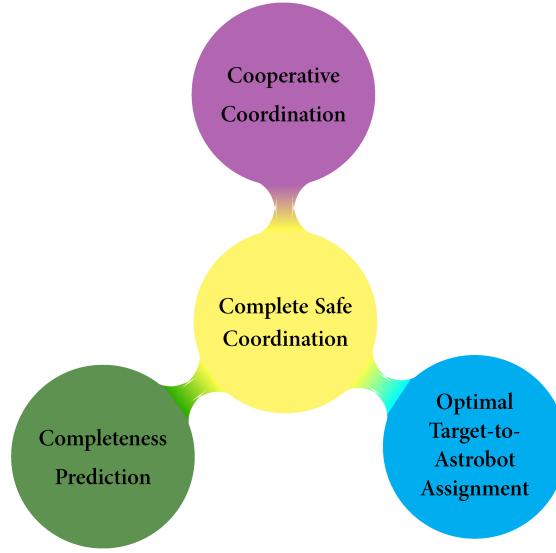 Cooperative
Coordination
Complete Safe
Coordination
Completeness
Prediction
Optimal
Target-to-
Astrobot
Assignment